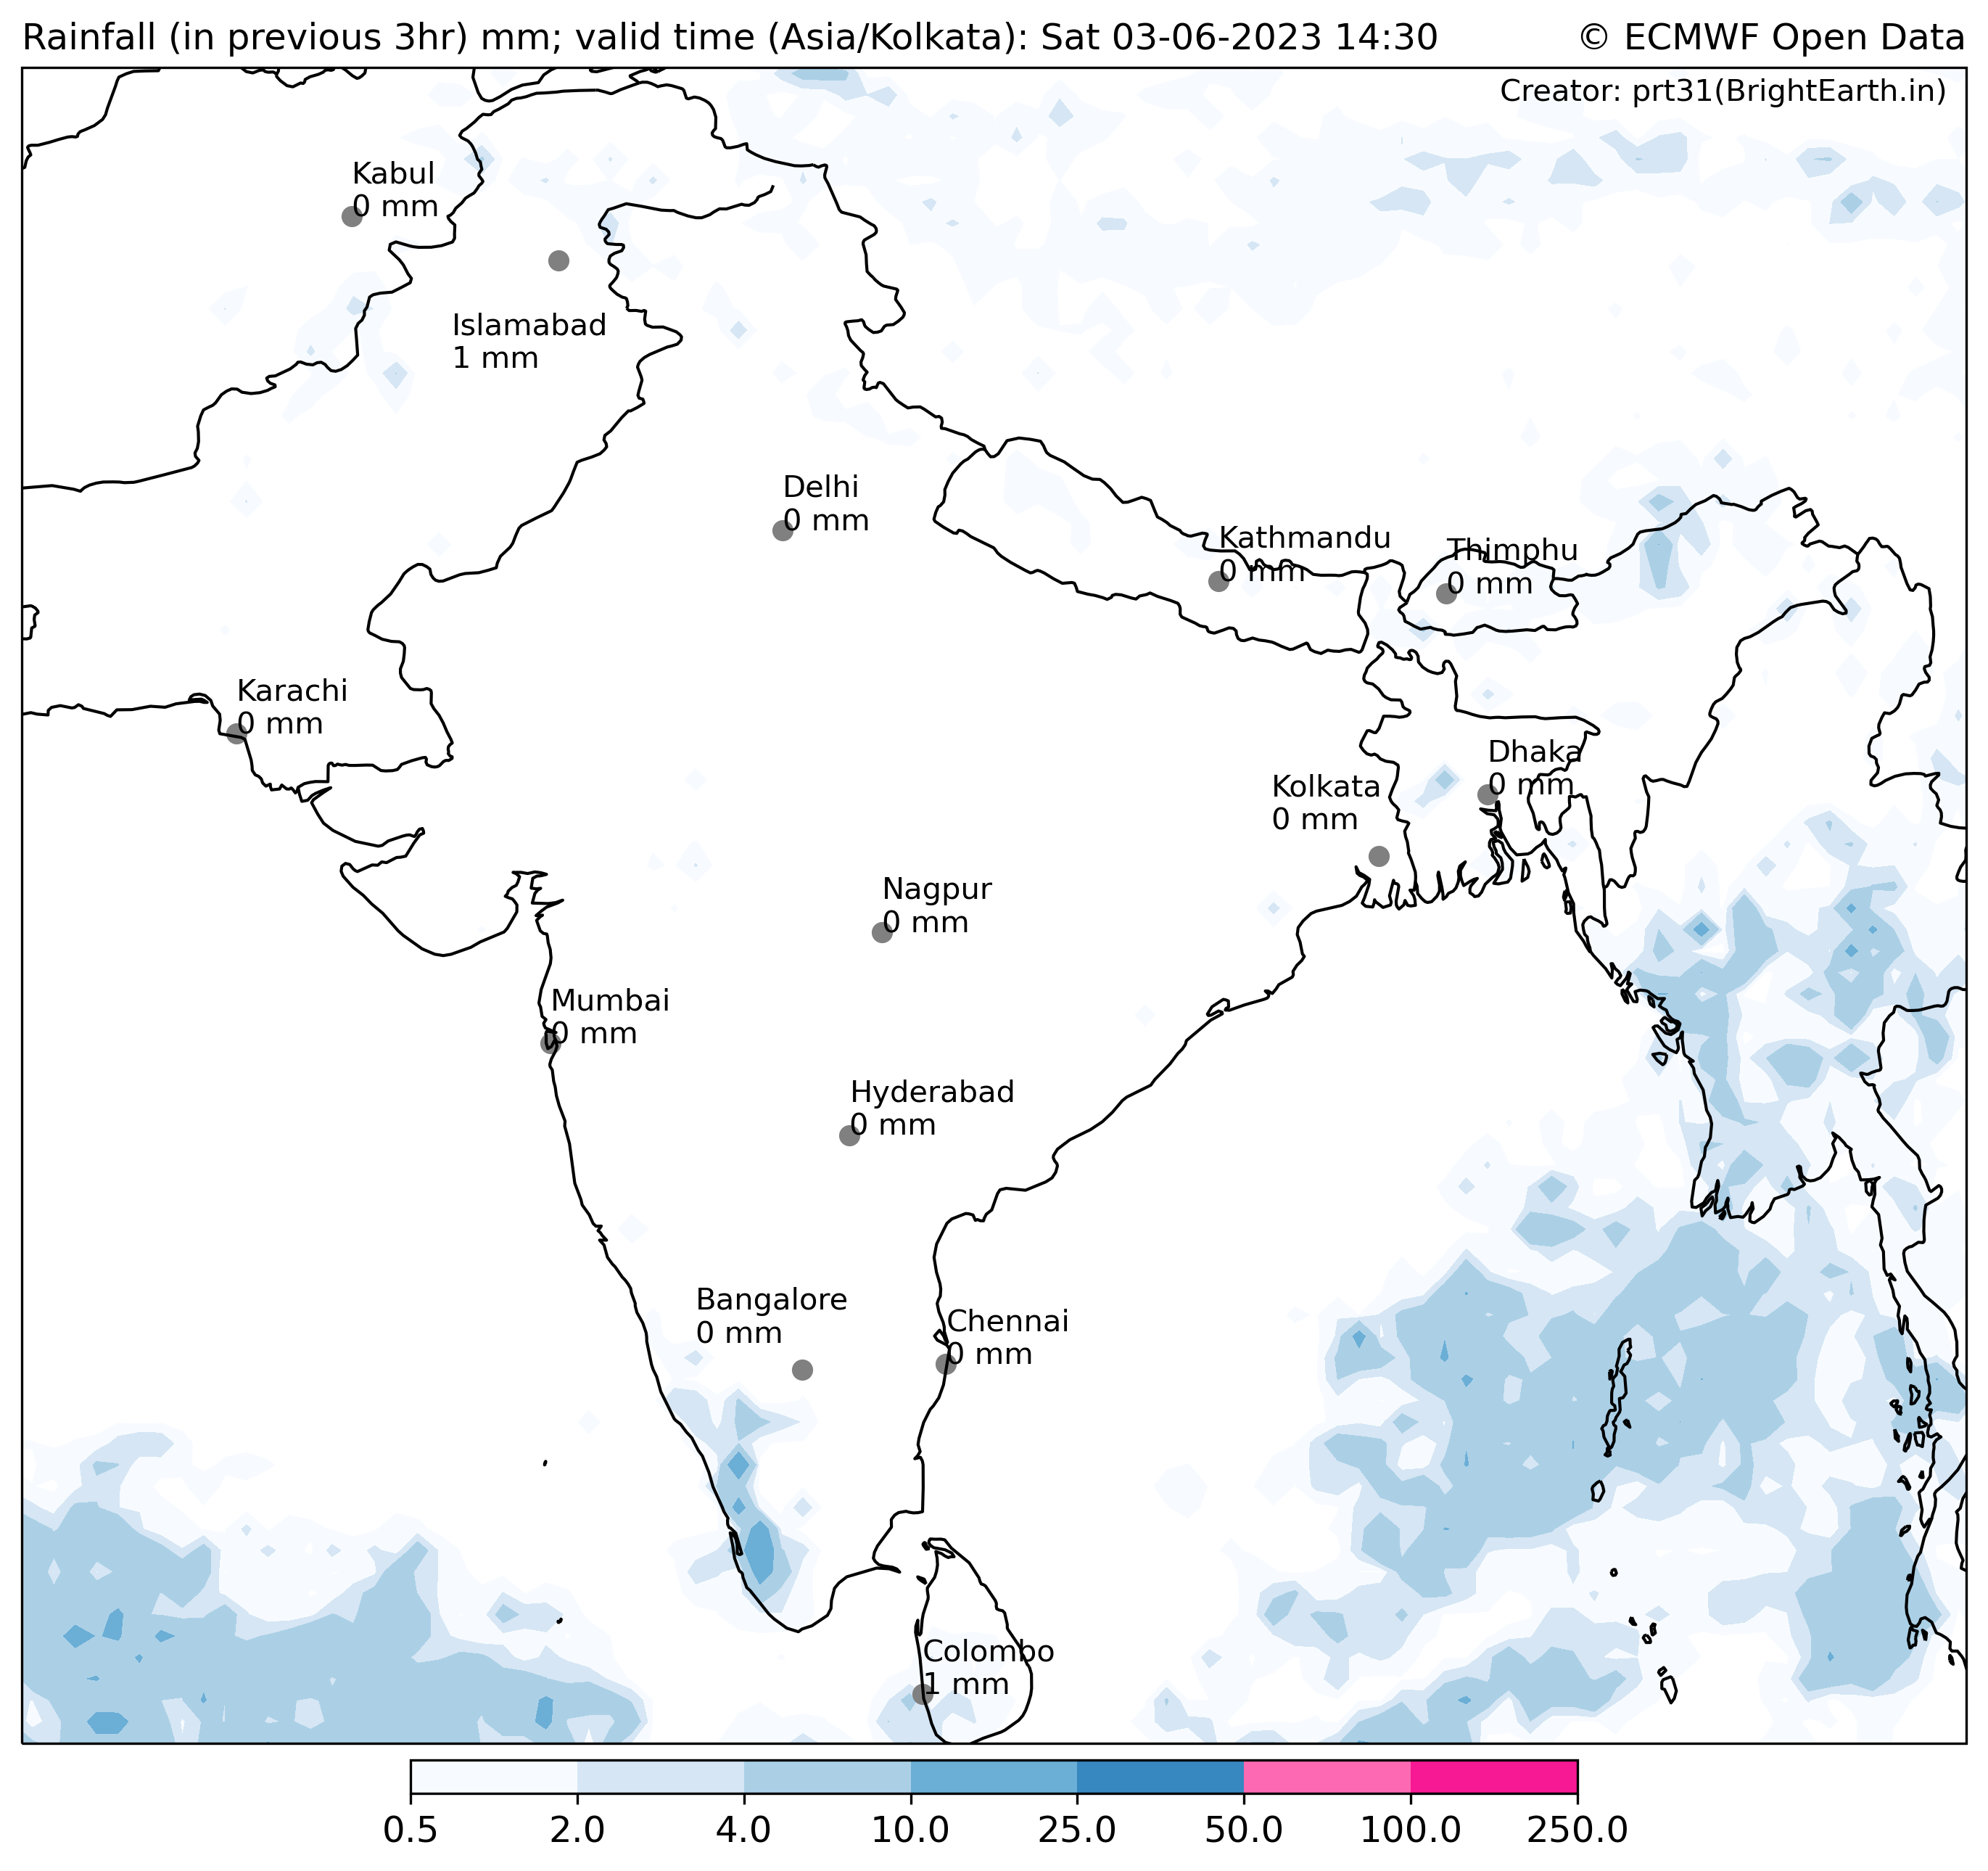 Rainfall (in previous 3hr) mm; valid time (Asia/Kolkata): Sat 03-06-2023 14:30
© ECMWF Open Data
Creator: prt31(BrightEarth.in)
Kabul
0 mm
Islamabad
1 mm
Delhi
0 mm
Kathmandu
0 mm
Thimphu
0 mm
Karachi
0 mm
Dhaka
0 mm
Kolkata
0 mm
Nagpur
0 mm
Mumbai
0 mm
Hyderabad
0 mm
Bangalore
0 mm
Chennai
0 mm
Colombo
1 mm
0.5 2.0 4.0 10.0 25.0 50.0 100.0 250.0